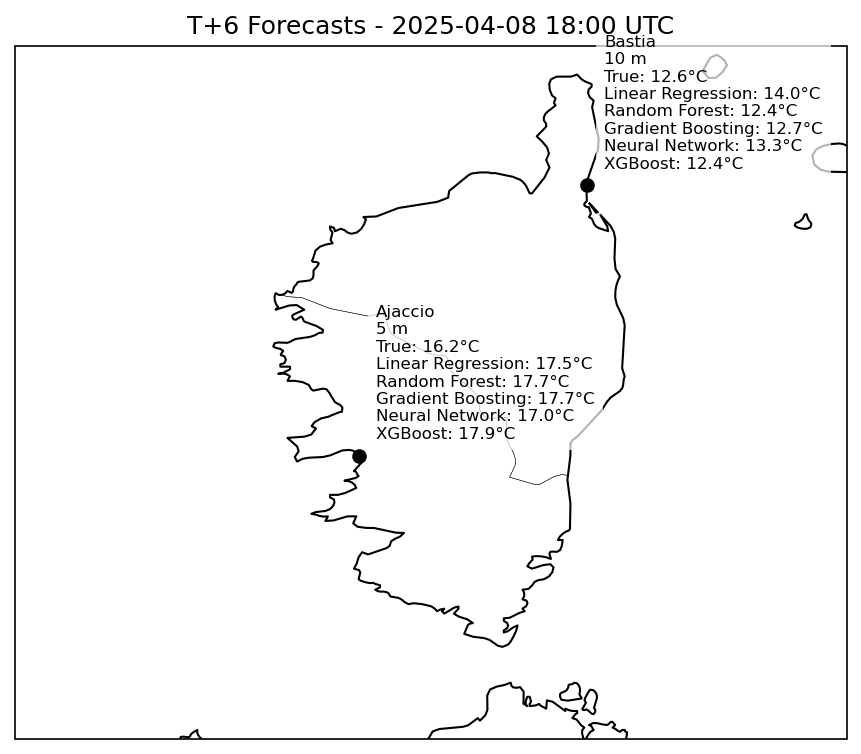 T+6 Forecasts - 2025-04-08 18:00 UTC
Bastia
10 m
True: 12.6°C
Linear Regression: 14.0°C
Random Forest: 12.4°C
Gradient Boosting: 12.7°C
Neural Network: 13.3°C
XGBoost: 12.4°C
Ajaccio
5 m
True: 16.2°C
Linear Regression: 17.5°C
Random Forest: 17.7°C
Gradient Boosting: 17.7°C
Neural Network: 17.0°C
XGBoost: 17.9°C